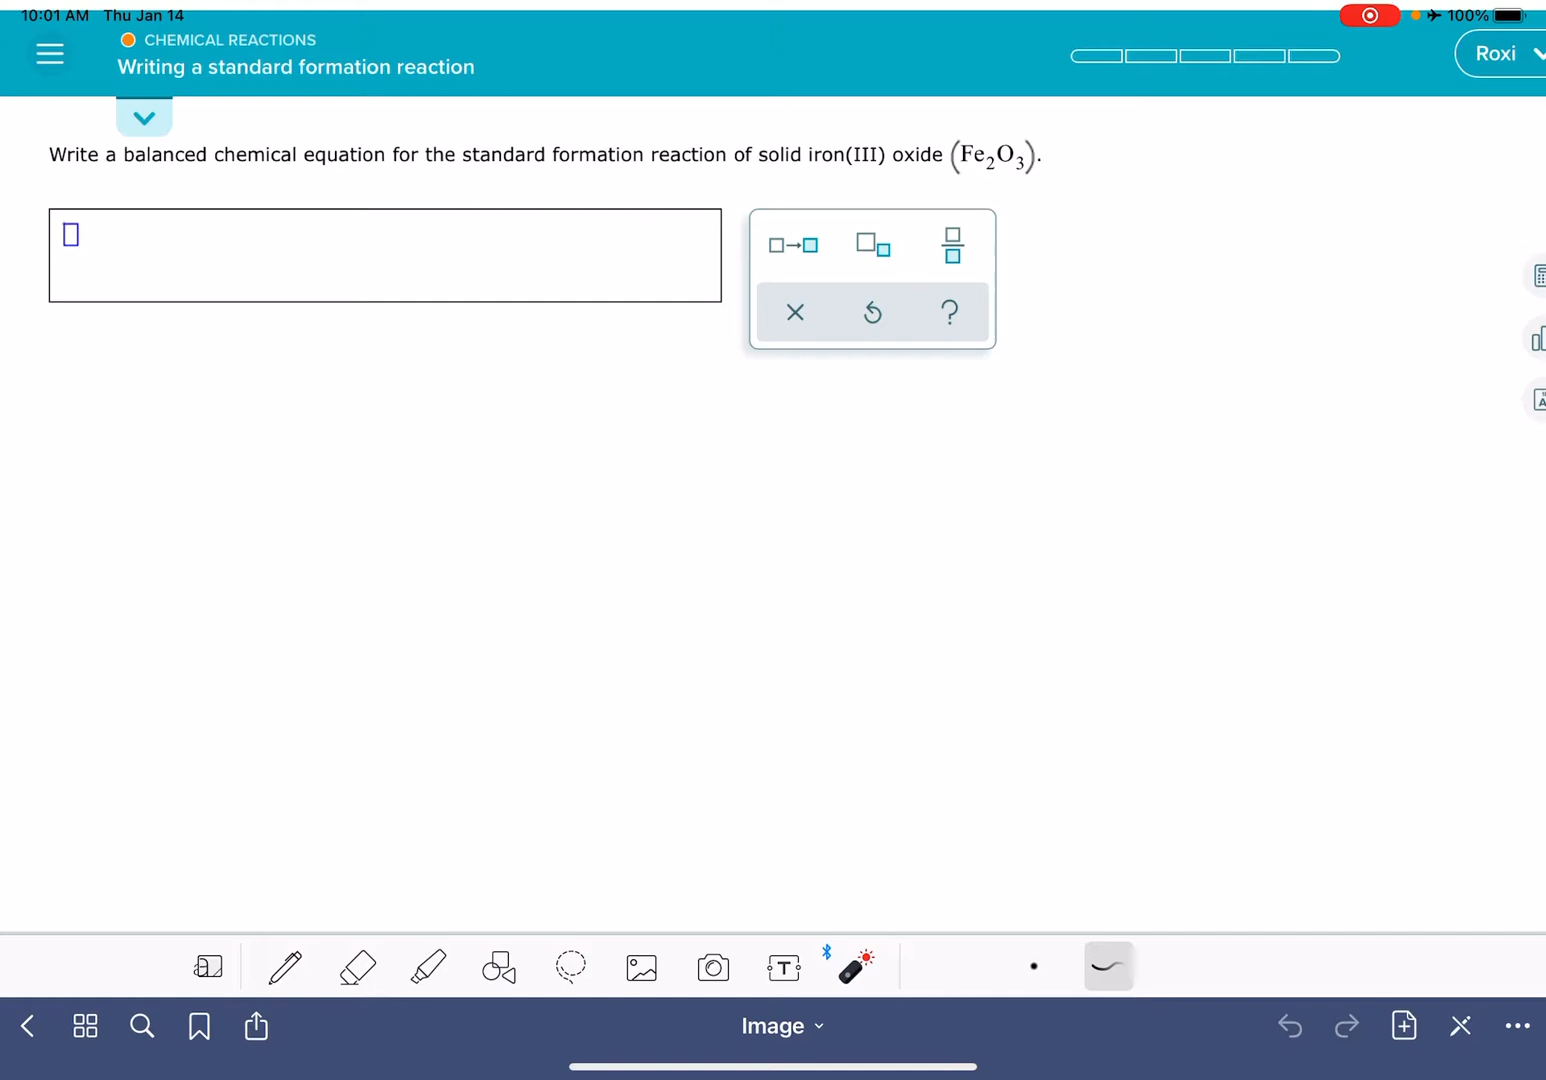 10:01 AM Thu Jan 14
100%
CHEMICAL REACTIONS
Writing a standard formation reaction
Roxi
Write a balanced chemical equation for the standard formation reaction of solid iron(III) oxide (Fe₂O₃).
?
T
Image